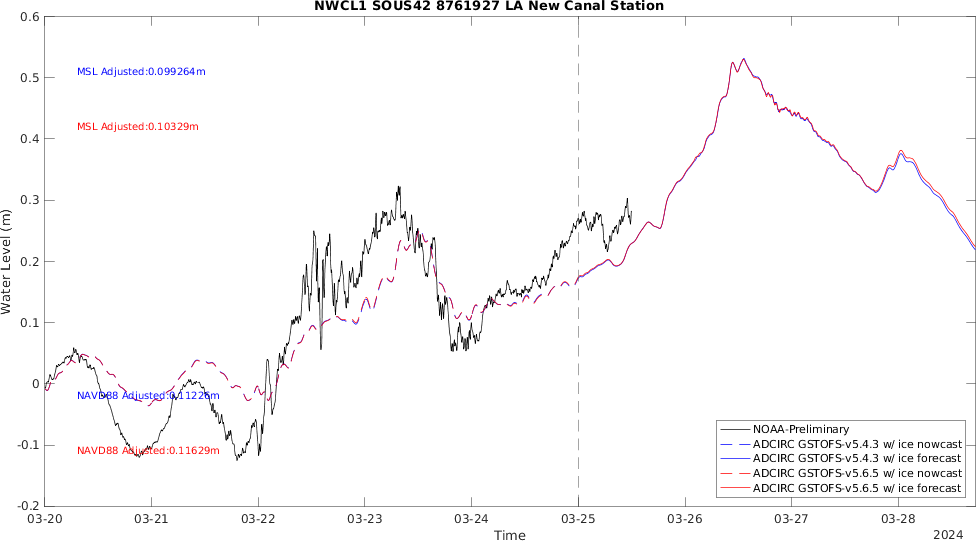 NWCL1 SOUS42 8761927 LA New Canal Station
0.6
0.5
0.4
0.3
0.2
0.1
0
-0.1
-0.2
Water Level (m)
MSL Adjusted:0.099264m
MSL Adjusted:0.10329m
NAVD88 Adjusted:0.11226m
NAVD88 Adjusted:0.11629m
NOAA-Preliminary
ADCIRC GSTOFS-v5.4.3 w/ ice nowcast
ADCIRC GSTOFS-v5.4.3 w/ ice forecast
ADCIRC GSTOFS-v5.6.5 w/ ice nowcast
ADCIRC GSTOFS-v5.6.5 w/ ice forecast
03-20 03-21 03-22 03-23 03-24 03-25 03-26 03-27 03-28
Time
2024